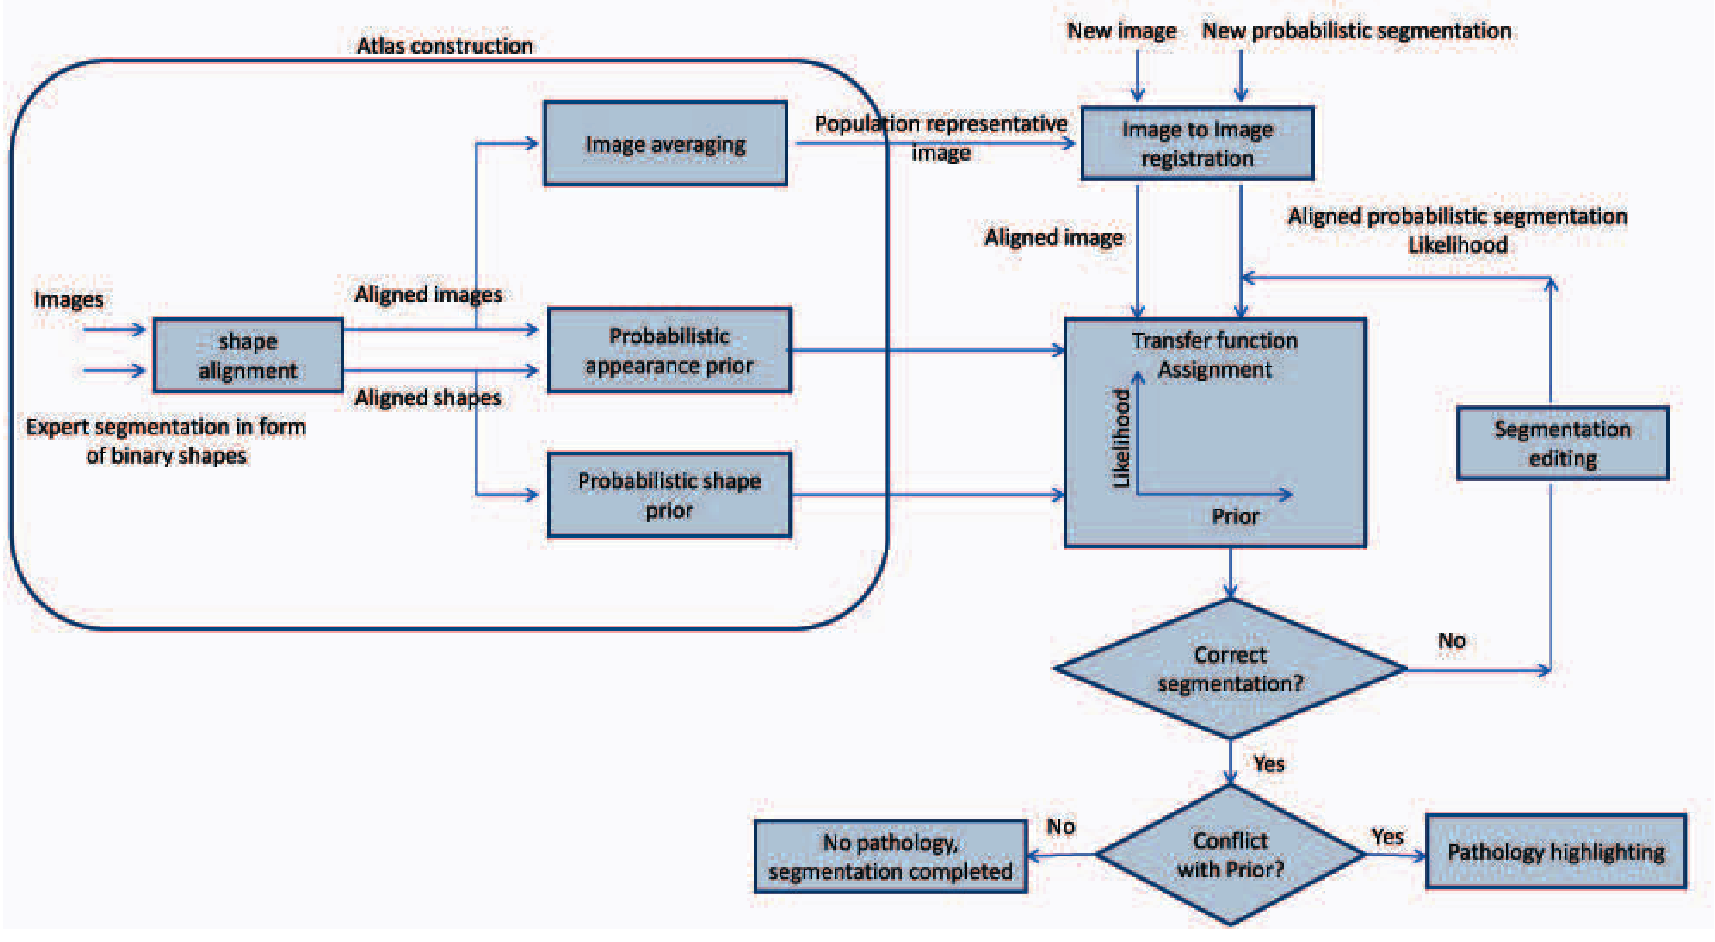 Atlas construction
New image
New probabilistic segmentation
Image averaging
Population representative
image
Image to Image
registration
Aligned image
Aligned probabilistic segmentation
Likelihood
Images
shape
alignment
Expert segmentation in form
of binary shapes
Aligned images
Aligned shapes
Probabilistic
appearance prior
Probabilistic shape
prior
Transfer function
Assignment
Likelihood
Prior
Segmentation
editing
Correct
segmentation?
No
Yes
Conflict
with Prior?
No
No pathology,
segmentation completed
Yes
Pathology highlighting